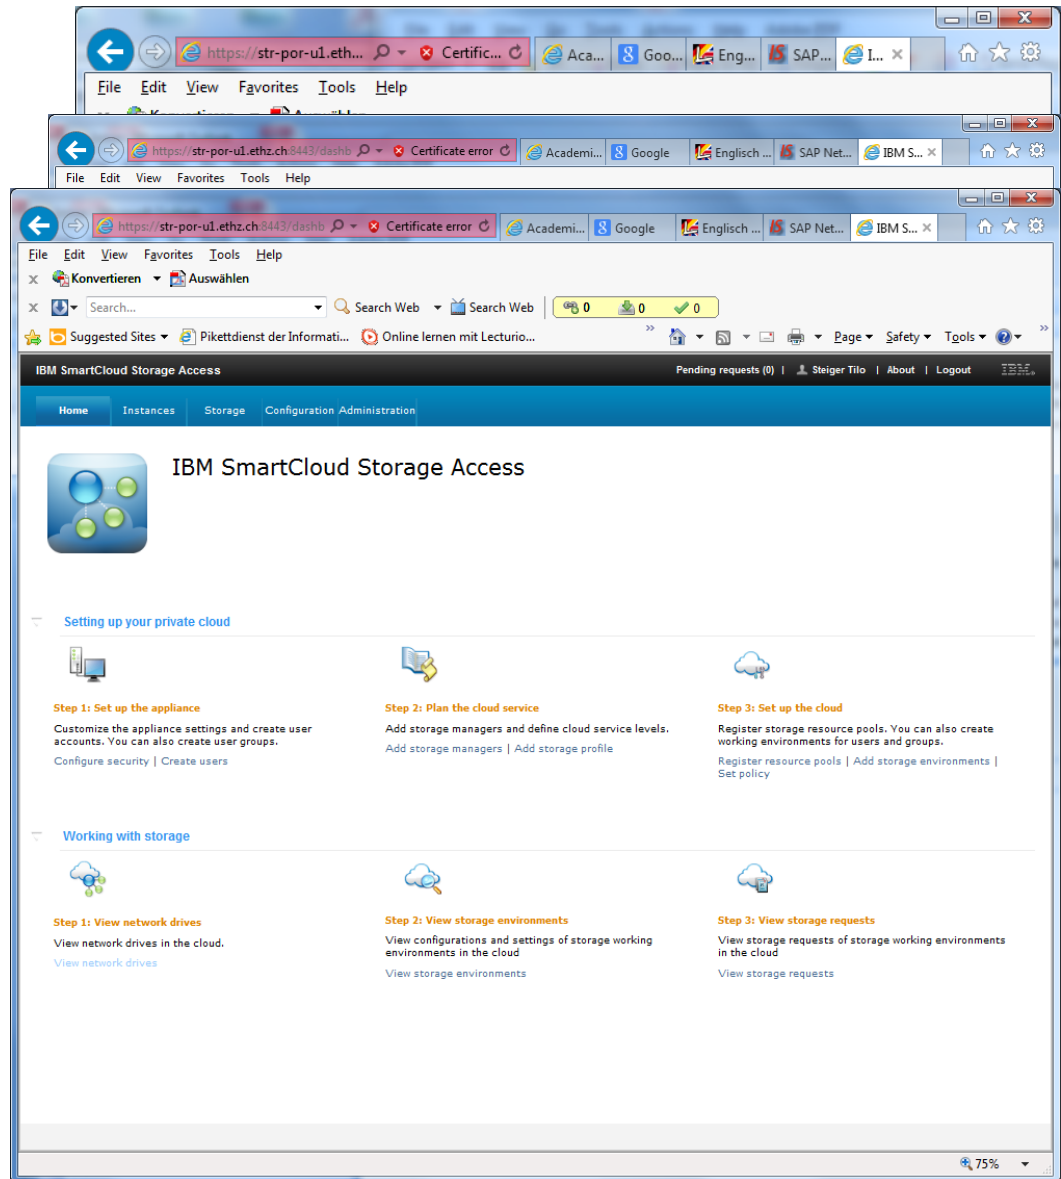 https://str-por-u1.eth... Certific... Aca... Goo... Eng... SAP... I...
File Edit View Favorites Tools Help
https://str-por-u1.ethz.ch:8443/dashb Certificate error Academi... Google Englisch ... SAP Net... IBM S...
File Edit View Favorites Tools Help
https://str-por-u1.ethz.ch:8443/dashb Certificate error Academi... Google Englisch ... SAP Net... IBM S...
File Edit View Favorites Tools Help
x Konvertieren Auswählen
x Search... Search Web Search Web 0 0 0
Suggested Sites Pikettdienst der Informati... Online lernen mit Lecturio... Page Safety Tools
IBM SmartCloud Storage Access Pending requests (0) | Steiger Tilo | About | Logout IBM.
Home Instances Storage Configuration Administration
IBM SmartCloud Storage Access
Setting up your private cloud
Step 1: Set up the appliance
Customize the appliance settings and create user
accounts. You can also create user groups.
Configure security | Create users
Step 2: Plan the cloud service
Add storage managers and define cloud service levels.
Add storage managers | Add storage profile
Step 3: Set up the cloud
Register storage resource pools. You can also create
working environments for users and groups.
Register resource pools | Add storage environments |
Set policy
Working with storage
Step 1: View network drives
View network drives in the cloud.
View network drives
Step 2: View storage environments
View configurations and settings of storage working
environments in the cloud
View storage environments
Step 3: View storage requests
View storage requests of storage working environments
in the cloud
View storage requests
75%